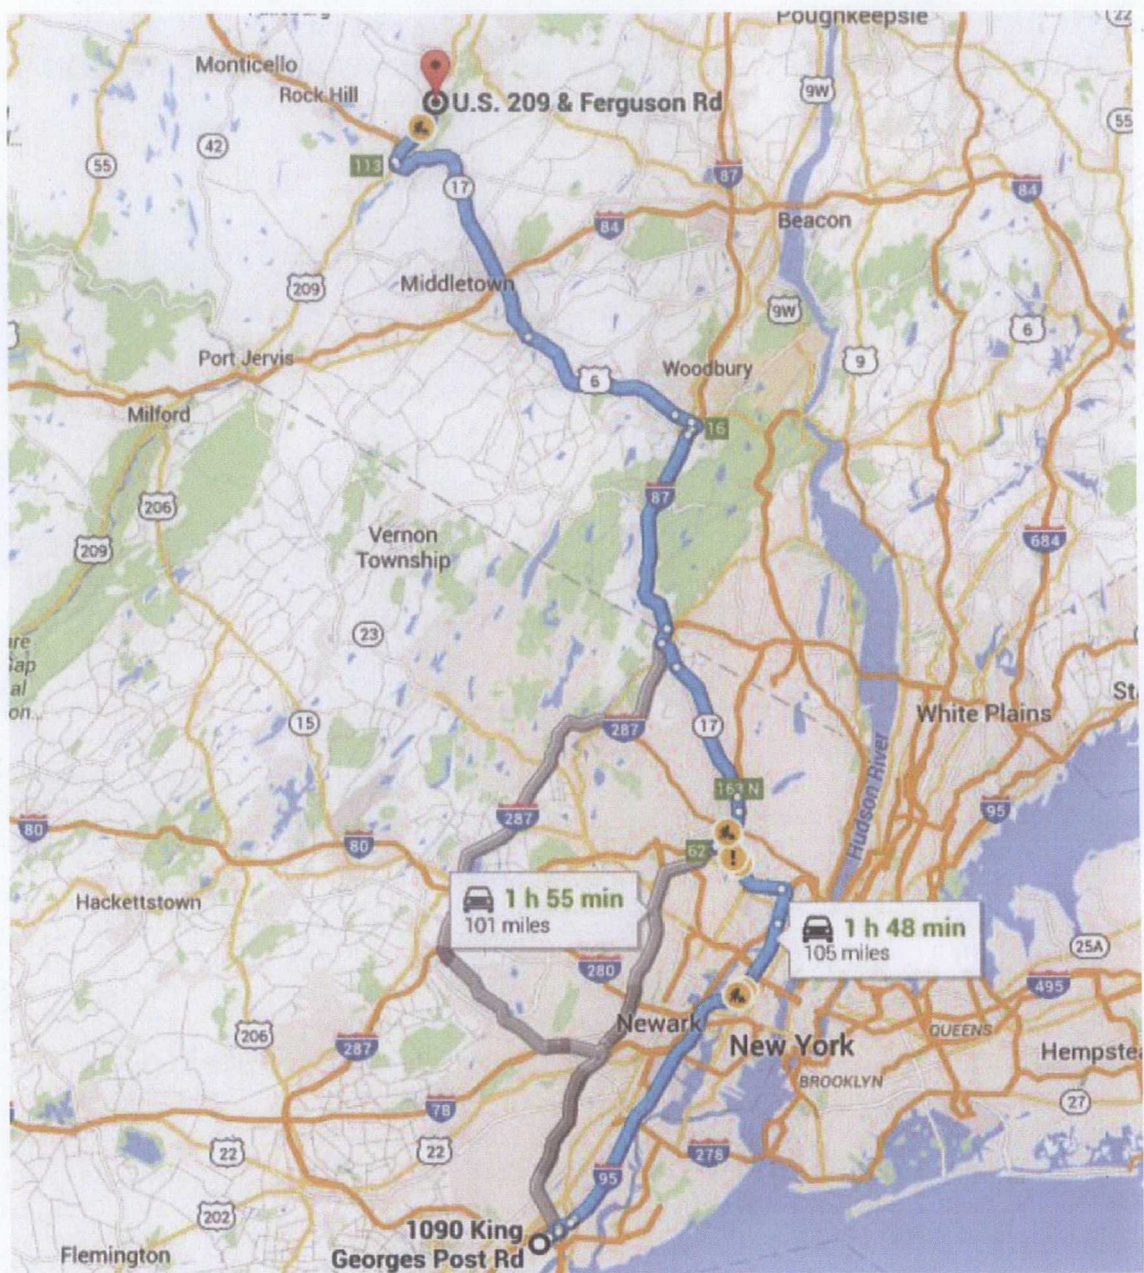 Poughkeepsie
22
Monticello
Rock Hill
U.S. 209 & Ferguson Rd
9W
55
42
55
113
17
87
84
84
Beacon
209
Middletown
9W
6
Port Jervis
Woodbury
9
6
Milford
16
87
206
Vernon
Township
209
684
23
15
287
17
White Plains
St
Hudson River
163 N
95
287
80
80
62
Hackettstown
1 h 55 min
101 miles
1 h 48 min
105 miles
25A
280
495
Newark
206
287
New York
QUEENS
Hempste
BROOKLYN
27
78
22
22
278
95
202
1090 King
Georges Post Rd
Flemington